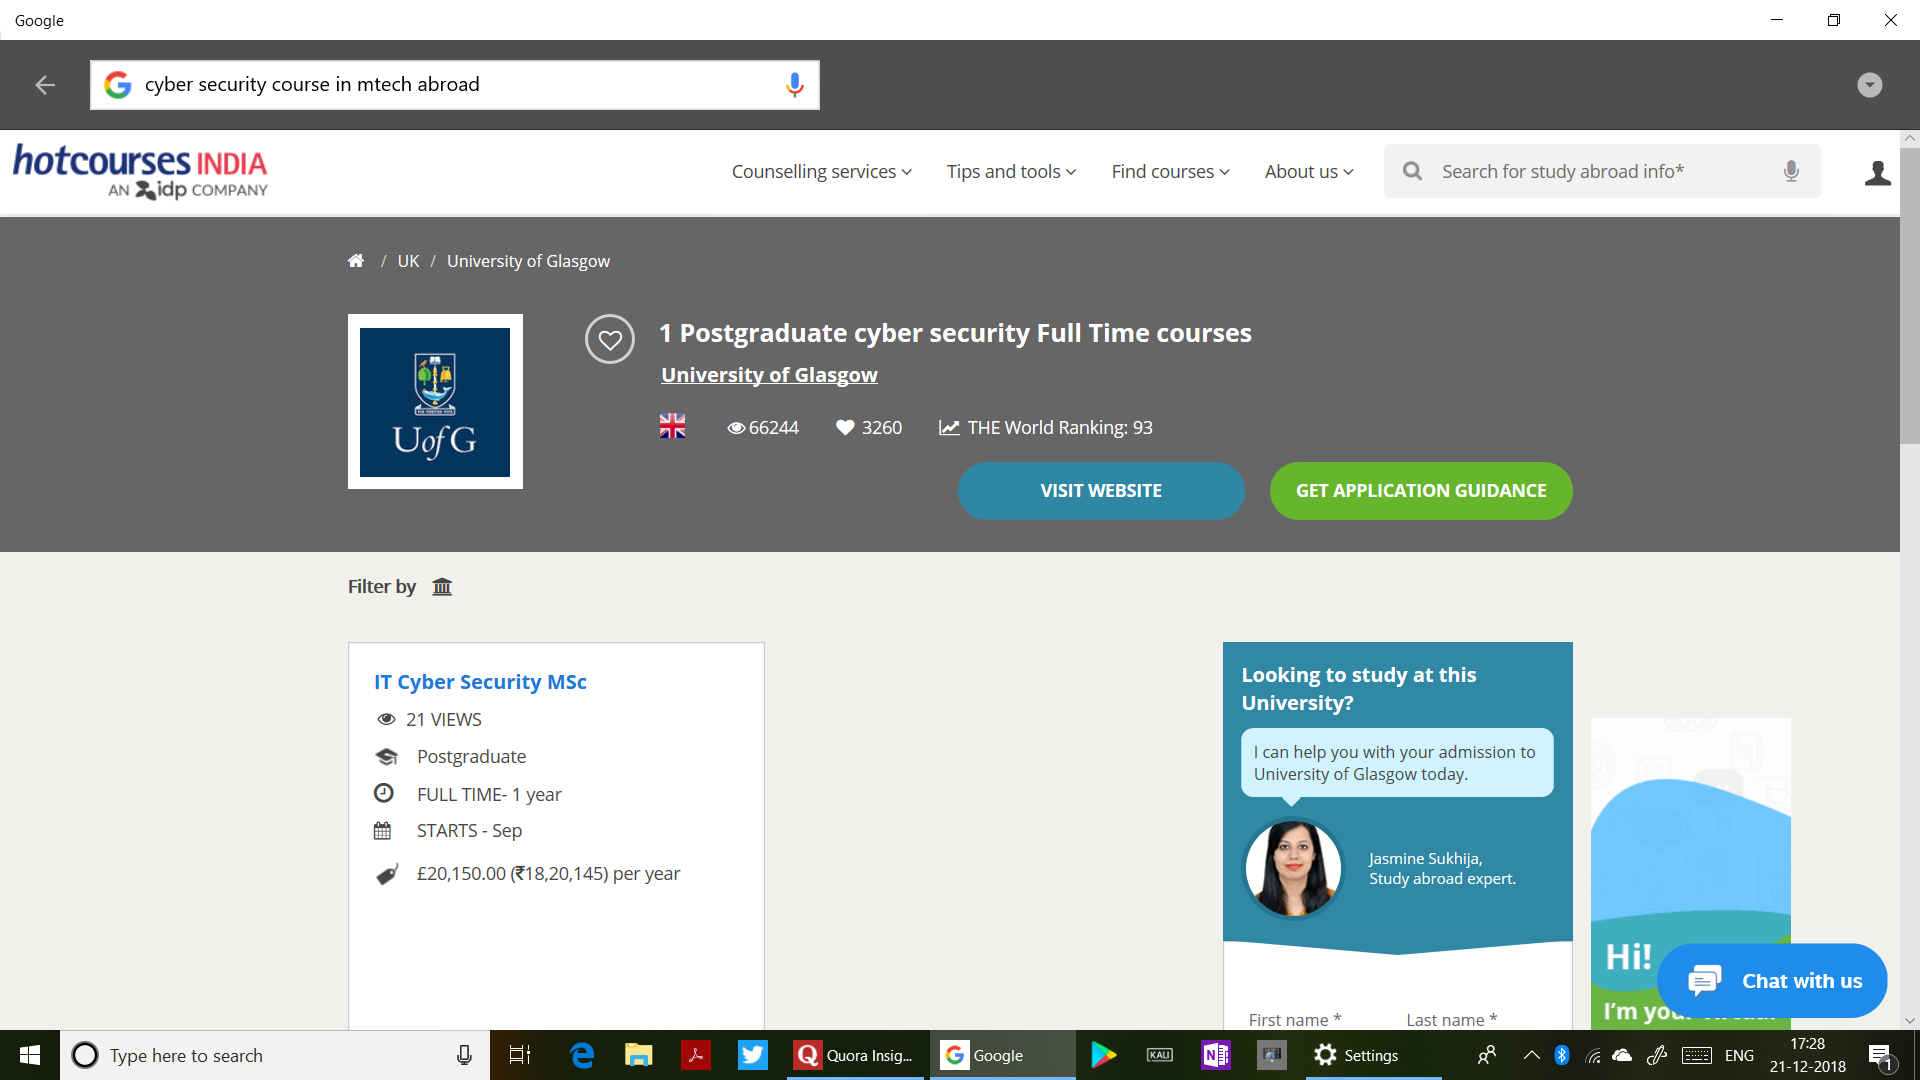 Google
cyber security course in mtech abroad
hotcourses INDIA
AN idp COMPANY
Counselling services
Tips and tools
Find courses
About us
Search for study abroad info*
/ UK / University of Glasgow
UofG
1 Postgraduate cyber security Full Time courses
University of Glasgow
66244
3260
THE World Ranking: 93
VISIT WEBSITE
GET APPLICATION GUIDANCE
Filter by
IT Cyber Security MSc
21 VIEWS
Postgraduate
FULL TIME- 1 year
STARTS - Sep
£20,150.00 (₹18,20,145) per year
Looking to study at this
University?
I can help you with your admission to
University of Glasgow today.
Jasmine Sukhija,
Study abroad expert.
First name *
Last name *
Hi!
I'm your
Chat with us
Type here to search
Quora Insig...
Google
KALI
Settings
ENG
17:28
21-12-2018
1